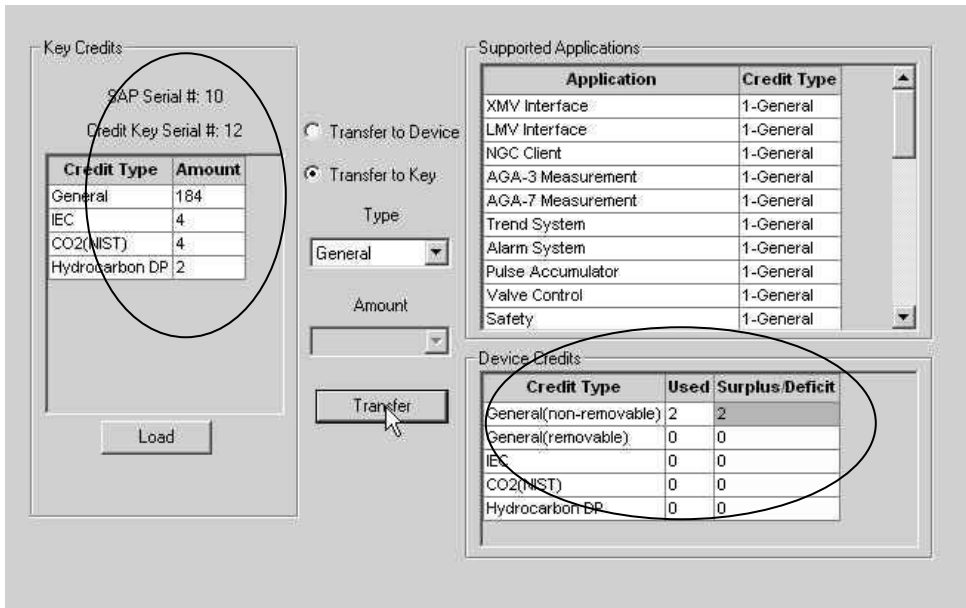 Key Credits
SAP Serial #: 10
Credit Key Serial #: 12
Credit Type Amount
General 184
IEC 4
CO2(NIST) 4
Hydrocarbon DP 2
Load
Transfer to Device
Transfer to Key
Type
General
Amount
Transfer
Supported Applications
Application Credit Type
XMV Interface 1-General
LMV Interface 1-General
NGC Client 1-General
AGA-3 Measurement 1-General
AGA-7 Measurement 1-General
Trend System 1-General
Alarm System 1-General
Pulse Accumulator 1-General
Valve Control 1-General
Safety 1-General
Device Credits
Credit Type Used Surplus/Deficit
General(non-removable) 2 2
General(removable) 0 0
IEC 0 0
CO2(NIST) 0 0
Hydrocarbon DP 0 0